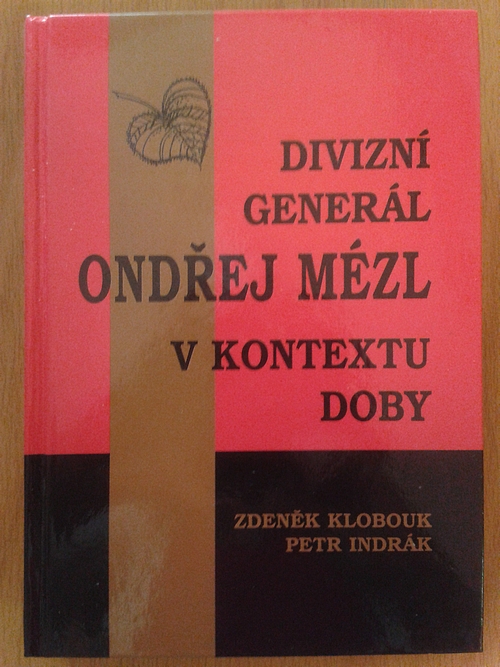 DIVIZNÍ
GENERÁL
ONDŘEJ MÉZL
V KONTEXTU
DOBY
ZDENĚK KLOBOUK
PETR INDRÁK